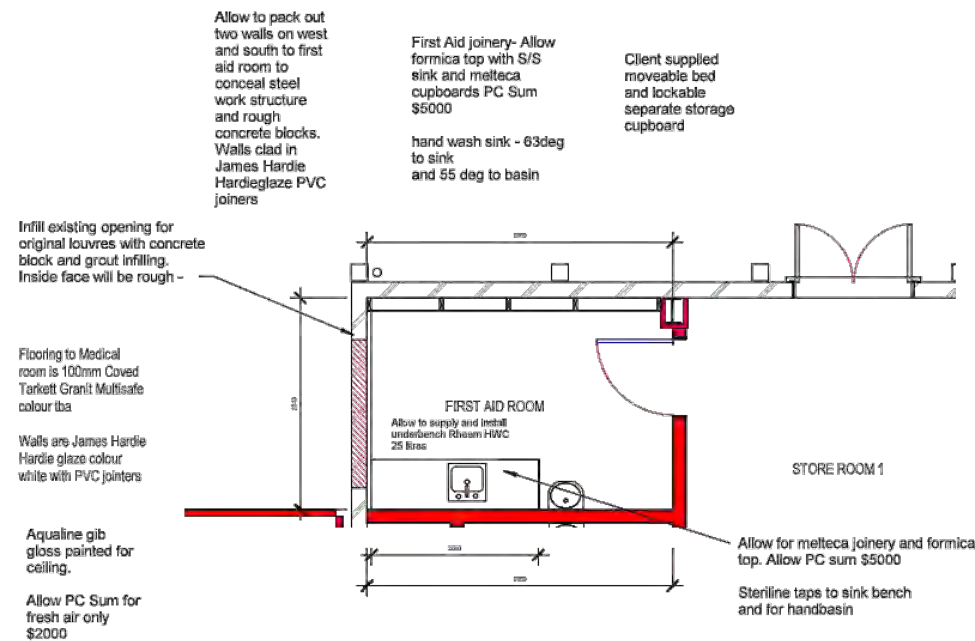 Allow to pack out
two walls on west
and south to first
aid room to
conceal steel
work structure
and rough
concrete blocks.
Walls clad in
James Hardie
Hardieglaze PVC
joiners
First Aid joinery- Allow
formica top with S/S
sink and melteca
cupboards PC Sum
$5000
hand wash sink - 63deg
to sink
and 55 deg to basin
Client supplied
moveable bed
and lockable
separate storage
cupboard
Infill existing opening for
original louvres with concrete
block and grout infilling.
Inside face will be rough -
Flooring to Medical
room is 100mm Coved
Tarkett Granit Multisafe
colour tba
Walls are James Hardie
Hardie glaze colour
white with PVC jointers
FIRST AID ROOM
Allow to supply and install
underbench Rheem HWC
25 litres
STORE ROOM 1
Aqualine gib
gloss painted for
ceiling.
Allow PC Sum for
fresh air only
$2000
Allow for melteca joinery and formica
top. Allow PC sum $5000
Steriline taps to sink bench
and for handbasin